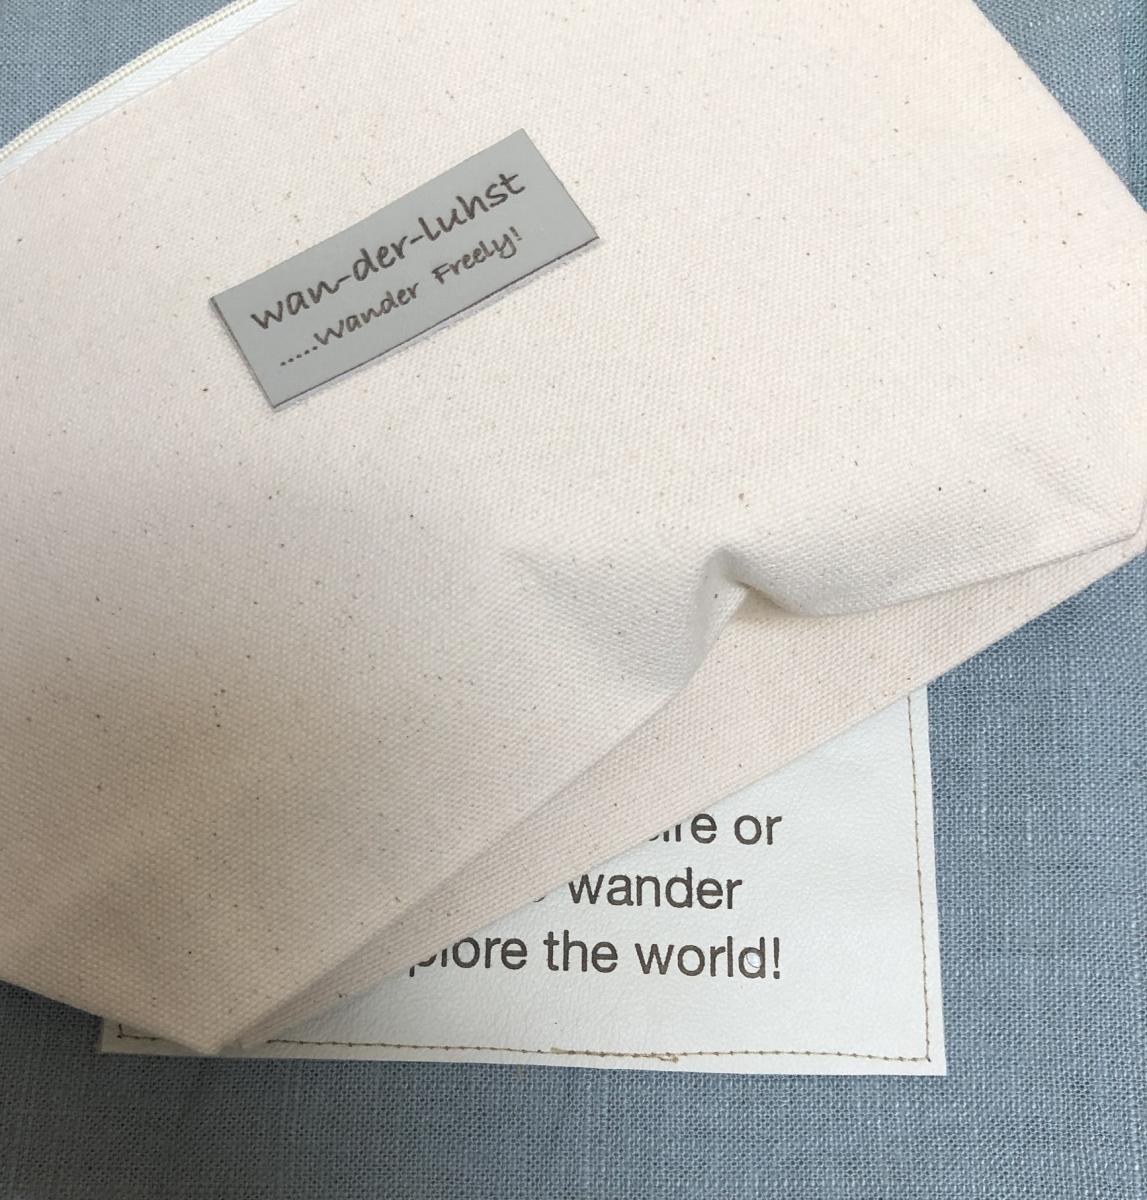 wan-der-luhst
.....Wander Freely!
or
wander
the world!